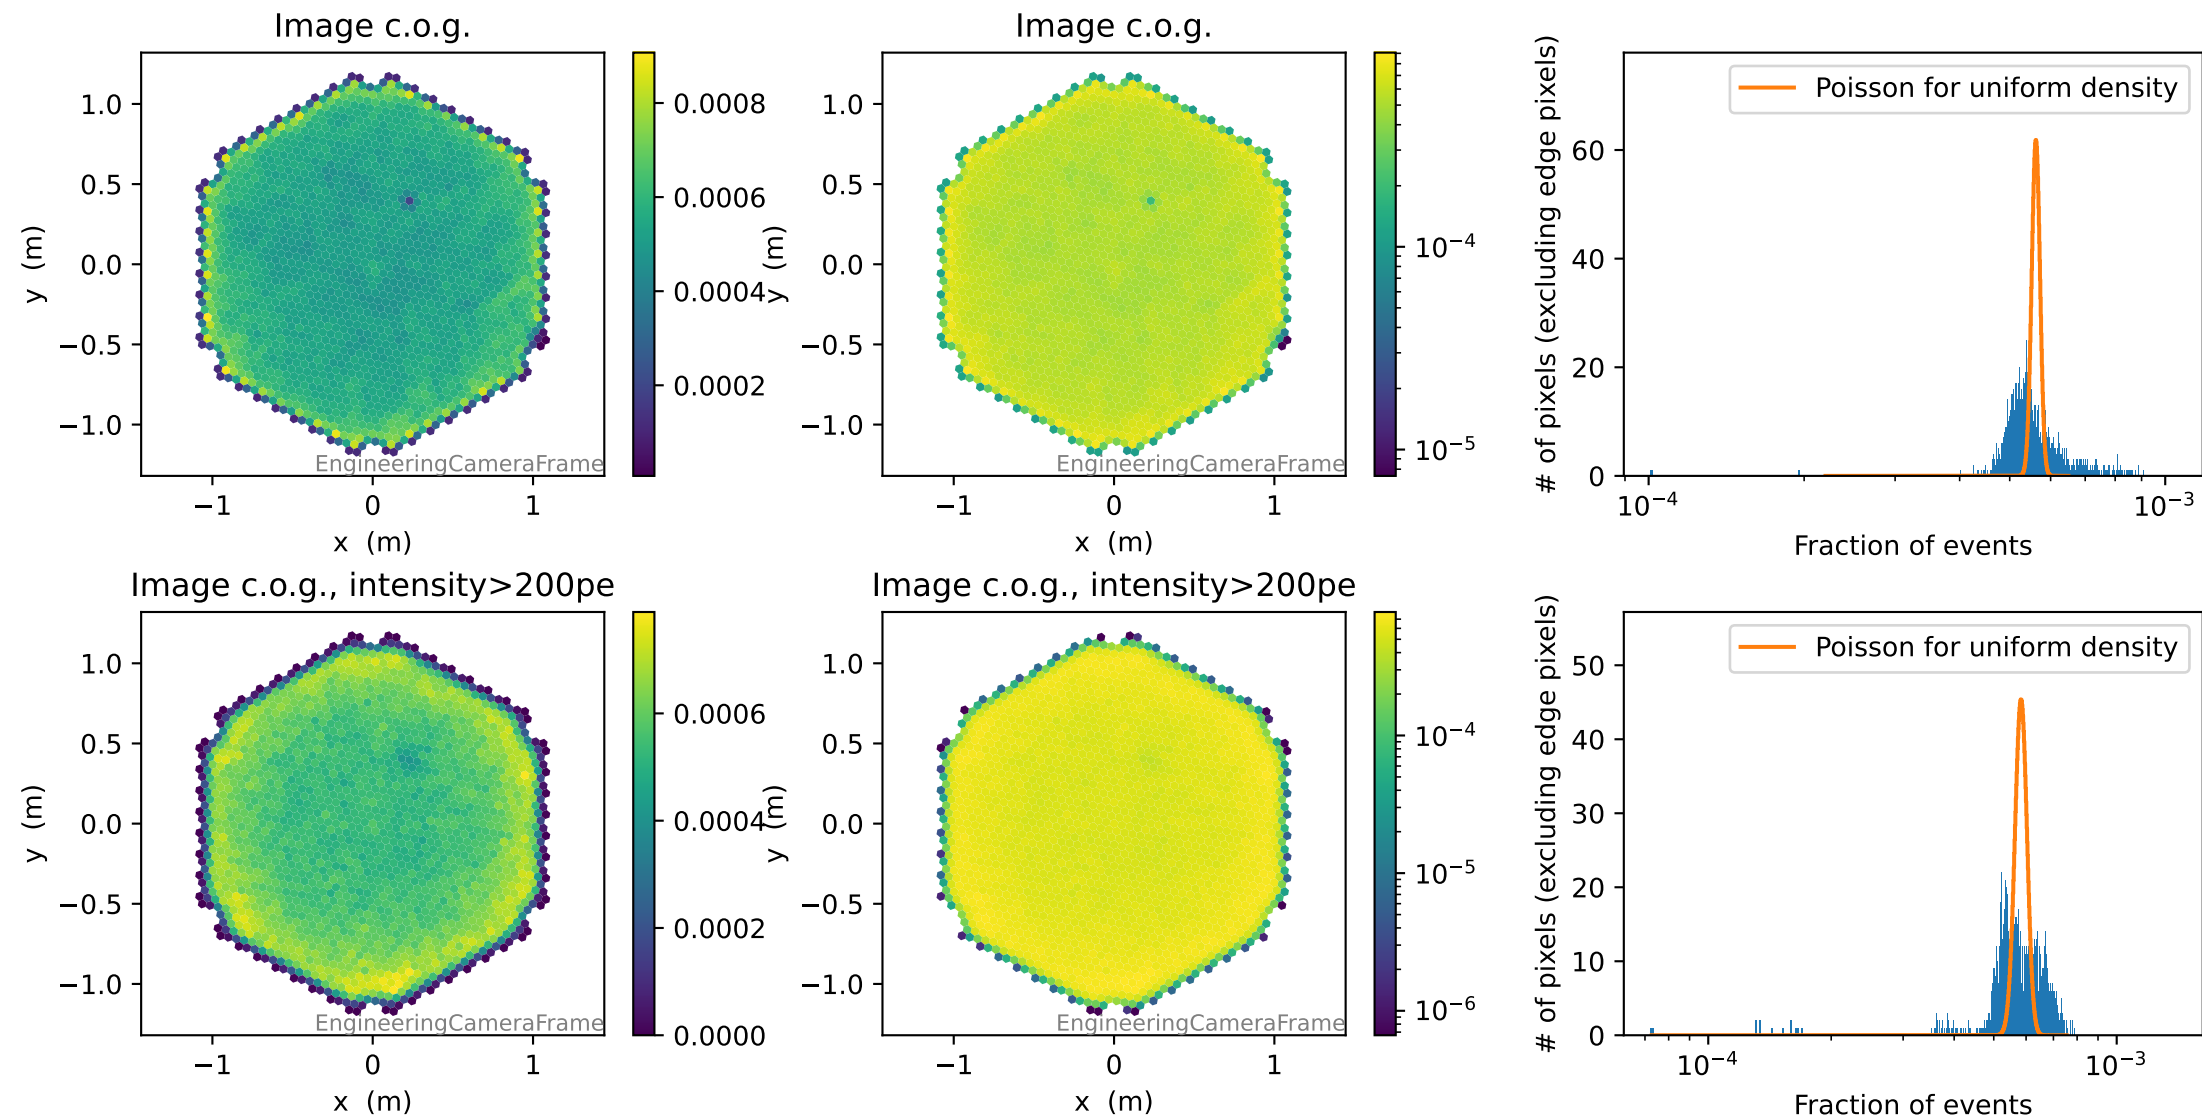 Image c.o.g.
1.0
0.5
0.0
−0.5
−1.0
y (m)
−1
0
1
x (m)
EngineeringCameraFrame
0.0008
0.0006
0.0004
0.0002
Image c.o.g.
1.0
0.5
0.0
−0.5
−1.0
y (m)
−1
0
1
x (m)
EngineeringCameraFrame
10⁻⁴
10⁻⁵
# of pixels (excluding edge pixels)
60
40
20
0
Poisson for uniform density
10⁻⁴
10⁻³
Fraction of events
Image c.o.g., intensity>200pe
1.0
0.5
0.0
−0.5
−1.0
y (m)
−1
0
1
x (m)
EngineeringCameraFrame
0.0006
0.0004
0.0002
0.0000
Image c.o.g., intensity>200pe
1.0
0.5
0.0
−0.5
−1.0
y (m)
−1
0
1
x (m)
EngineeringCameraFrame
10⁻⁴
10⁻⁵
10⁻⁶
# of pixels (excluding edge pixels)
50
40
30
20
10
0
Poisson for uniform density
10⁻⁴
10⁻³
Fraction of events